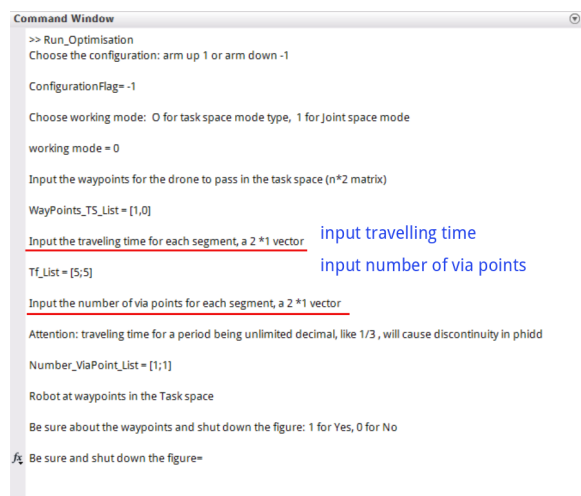 Command Window
>> Run_Optimisation
Choose the configuration: arm up 1 or arm down -1
ConfigurationFlag= -1
Choose working mode: O for task space mode type, 1 for Joint space mode
working mode = 0
Input the waypoints for the drone to pass in the task space (n*2 matrix)
WayPoints_TS_List = [1,0]
input travelling time
Input the traveling time for each segment, a 2 *1 vector
input number of via points
Tf_List = [5;5]
Input the number of via points for each segment, a 2 *1 vector
Attention: traveling time for a period being unlimited decimal, like 1/3 , will cause discontinuity in phidd
Number_ViaPoint_List = [1;1]
Robot at waypoints in the Task space
Be sure about the waypoints and shut down the figure: 1 for Yes, 0 for No
fx Be sure and shut down the figure=